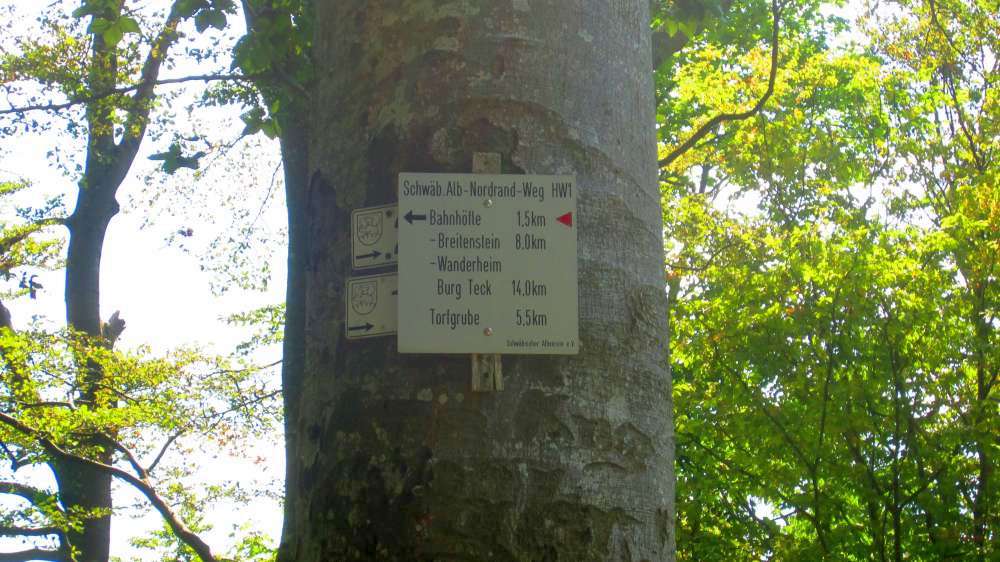 Schwäb. Alb-Nordrand-Weg HW1
Bahnhöfle 1,5km
-Breitenstein 8,0km
-Wanderheim
Burg Teck 14,0km
Torfgrube 5,5km
Schwäbischer Albverein e.V.